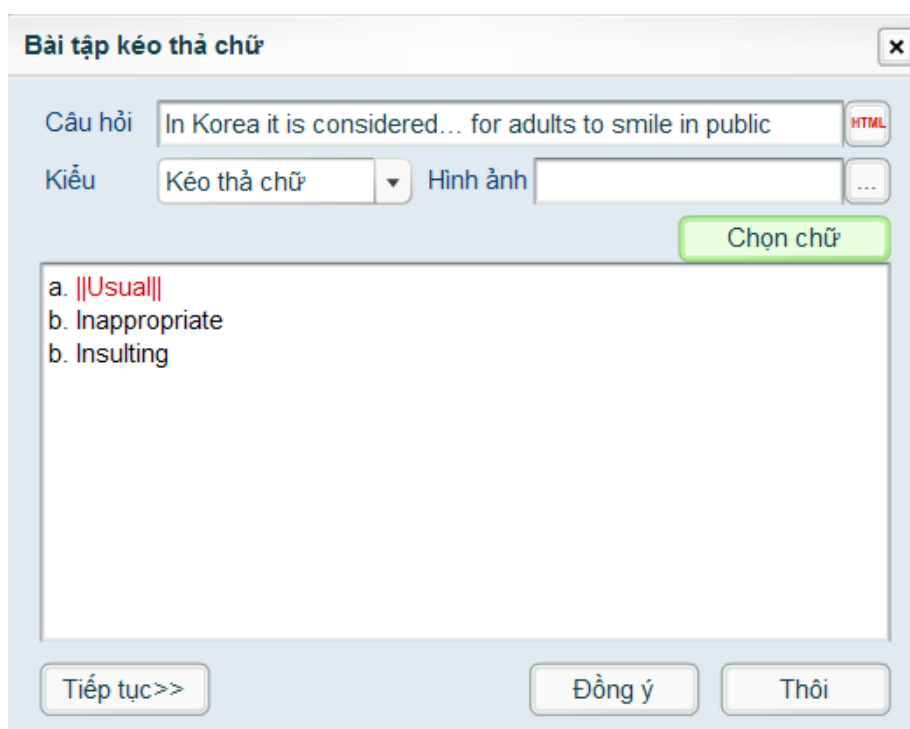 Bài tập kéo thả chữ
Câu hỏi In Korea it is considered... for adults to smile in public HTML
Kiểu Kéo thả chữ Hình ảnh ...
Chọn chữ
a. ||Usual||
b. Inappropriate
b. Insulting
Tiếp tục>> Đồng ý Thôi